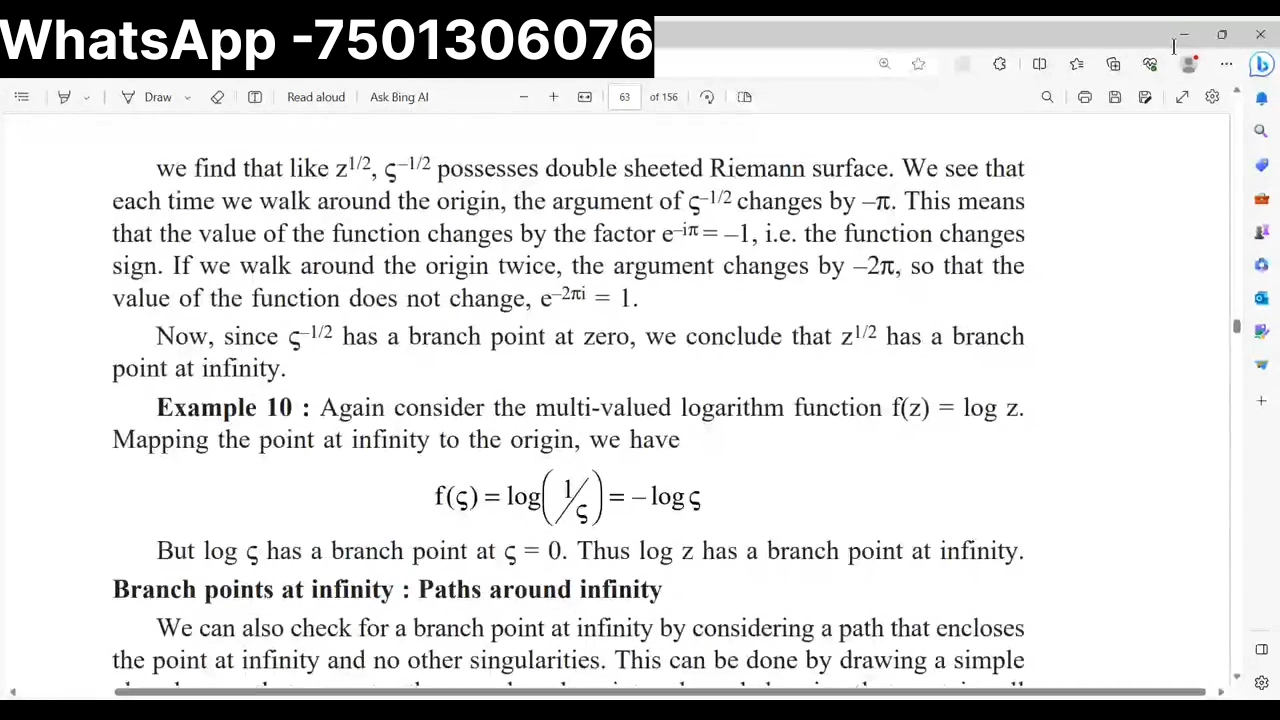 WhatsApp -7501306076
Draw
Read aloud
Ask Bing AI
63
of 156
we find that like z^1/2, ς^–1/2 possesses double sheeted Riemann surface. We see that
each time we walk around the origin, the argument of ς^–1/2 changes by –π. This means
that the value of the function changes by the factor e^–iπ = –1, i.e. the function changes
sign. If we walk around the origin twice, the argument changes by –2π, so that the
value of the function does not change, e^–2πi = 1.
Now, since ς^–1/2 has a branch point at zero, we conclude that z^1/2 has a branch
point at infinity.
Example 10 : Again consider the multi-valued logarithm function f(z) = log z.
Mapping the point at infinity to the origin, we have
f(ς) = log(1/ς) = – log ς
But log ς has a branch point at ς = 0. Thus log z has a branch point at infinity.
Branch points at infinity : Paths around infinity
We can also check for a branch point at infinity by considering a path that encloses
the point at infinity and no other singularities. This can be done by drawing a simple